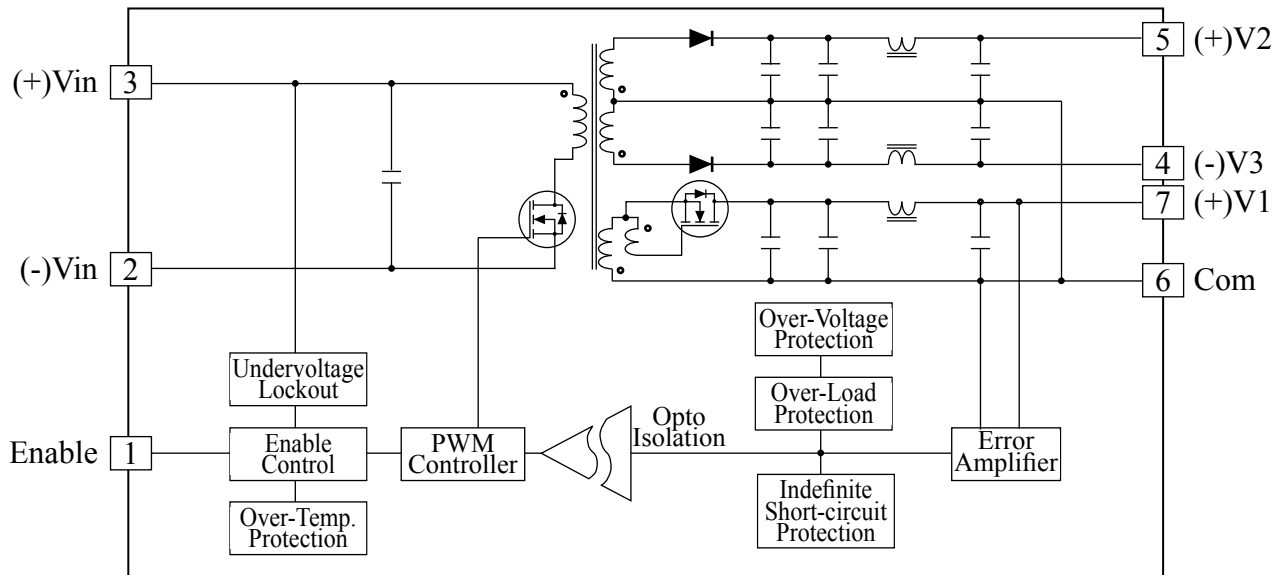 (+)Vin
3
5
(+)V2
4
(-)V3
7
(+)V1
(-)Vin
2
6
Com
Over-Voltage
Protection
Undervoltage
Lockout
Over-Load
Protection
Enable
1
Enable
Control
PWM
Controller
Opto
Isolation
Error
Amplifier
Over-Temp.
Protection
Indefinite
Short-circuit
Protection